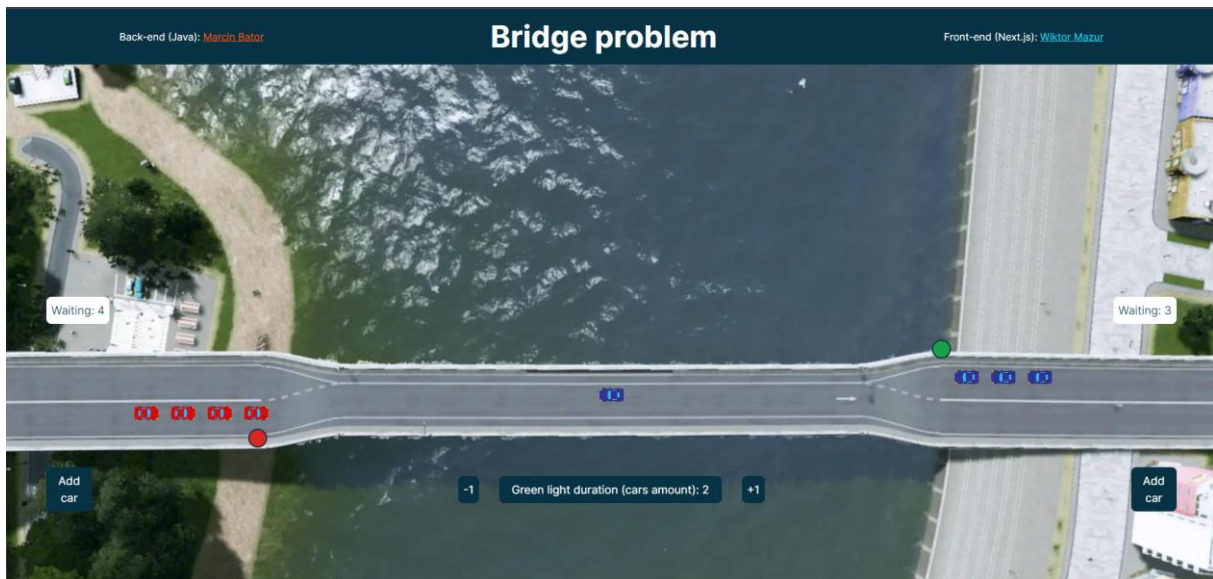 Back-end (Java): Marcin Bator
Bridge problem
Front-end (Next.js): Wiktor Mazur
Waiting: 4
Waiting: 3
Add
car
-1
Green light duration (cars amount): 2
+1
Add
car